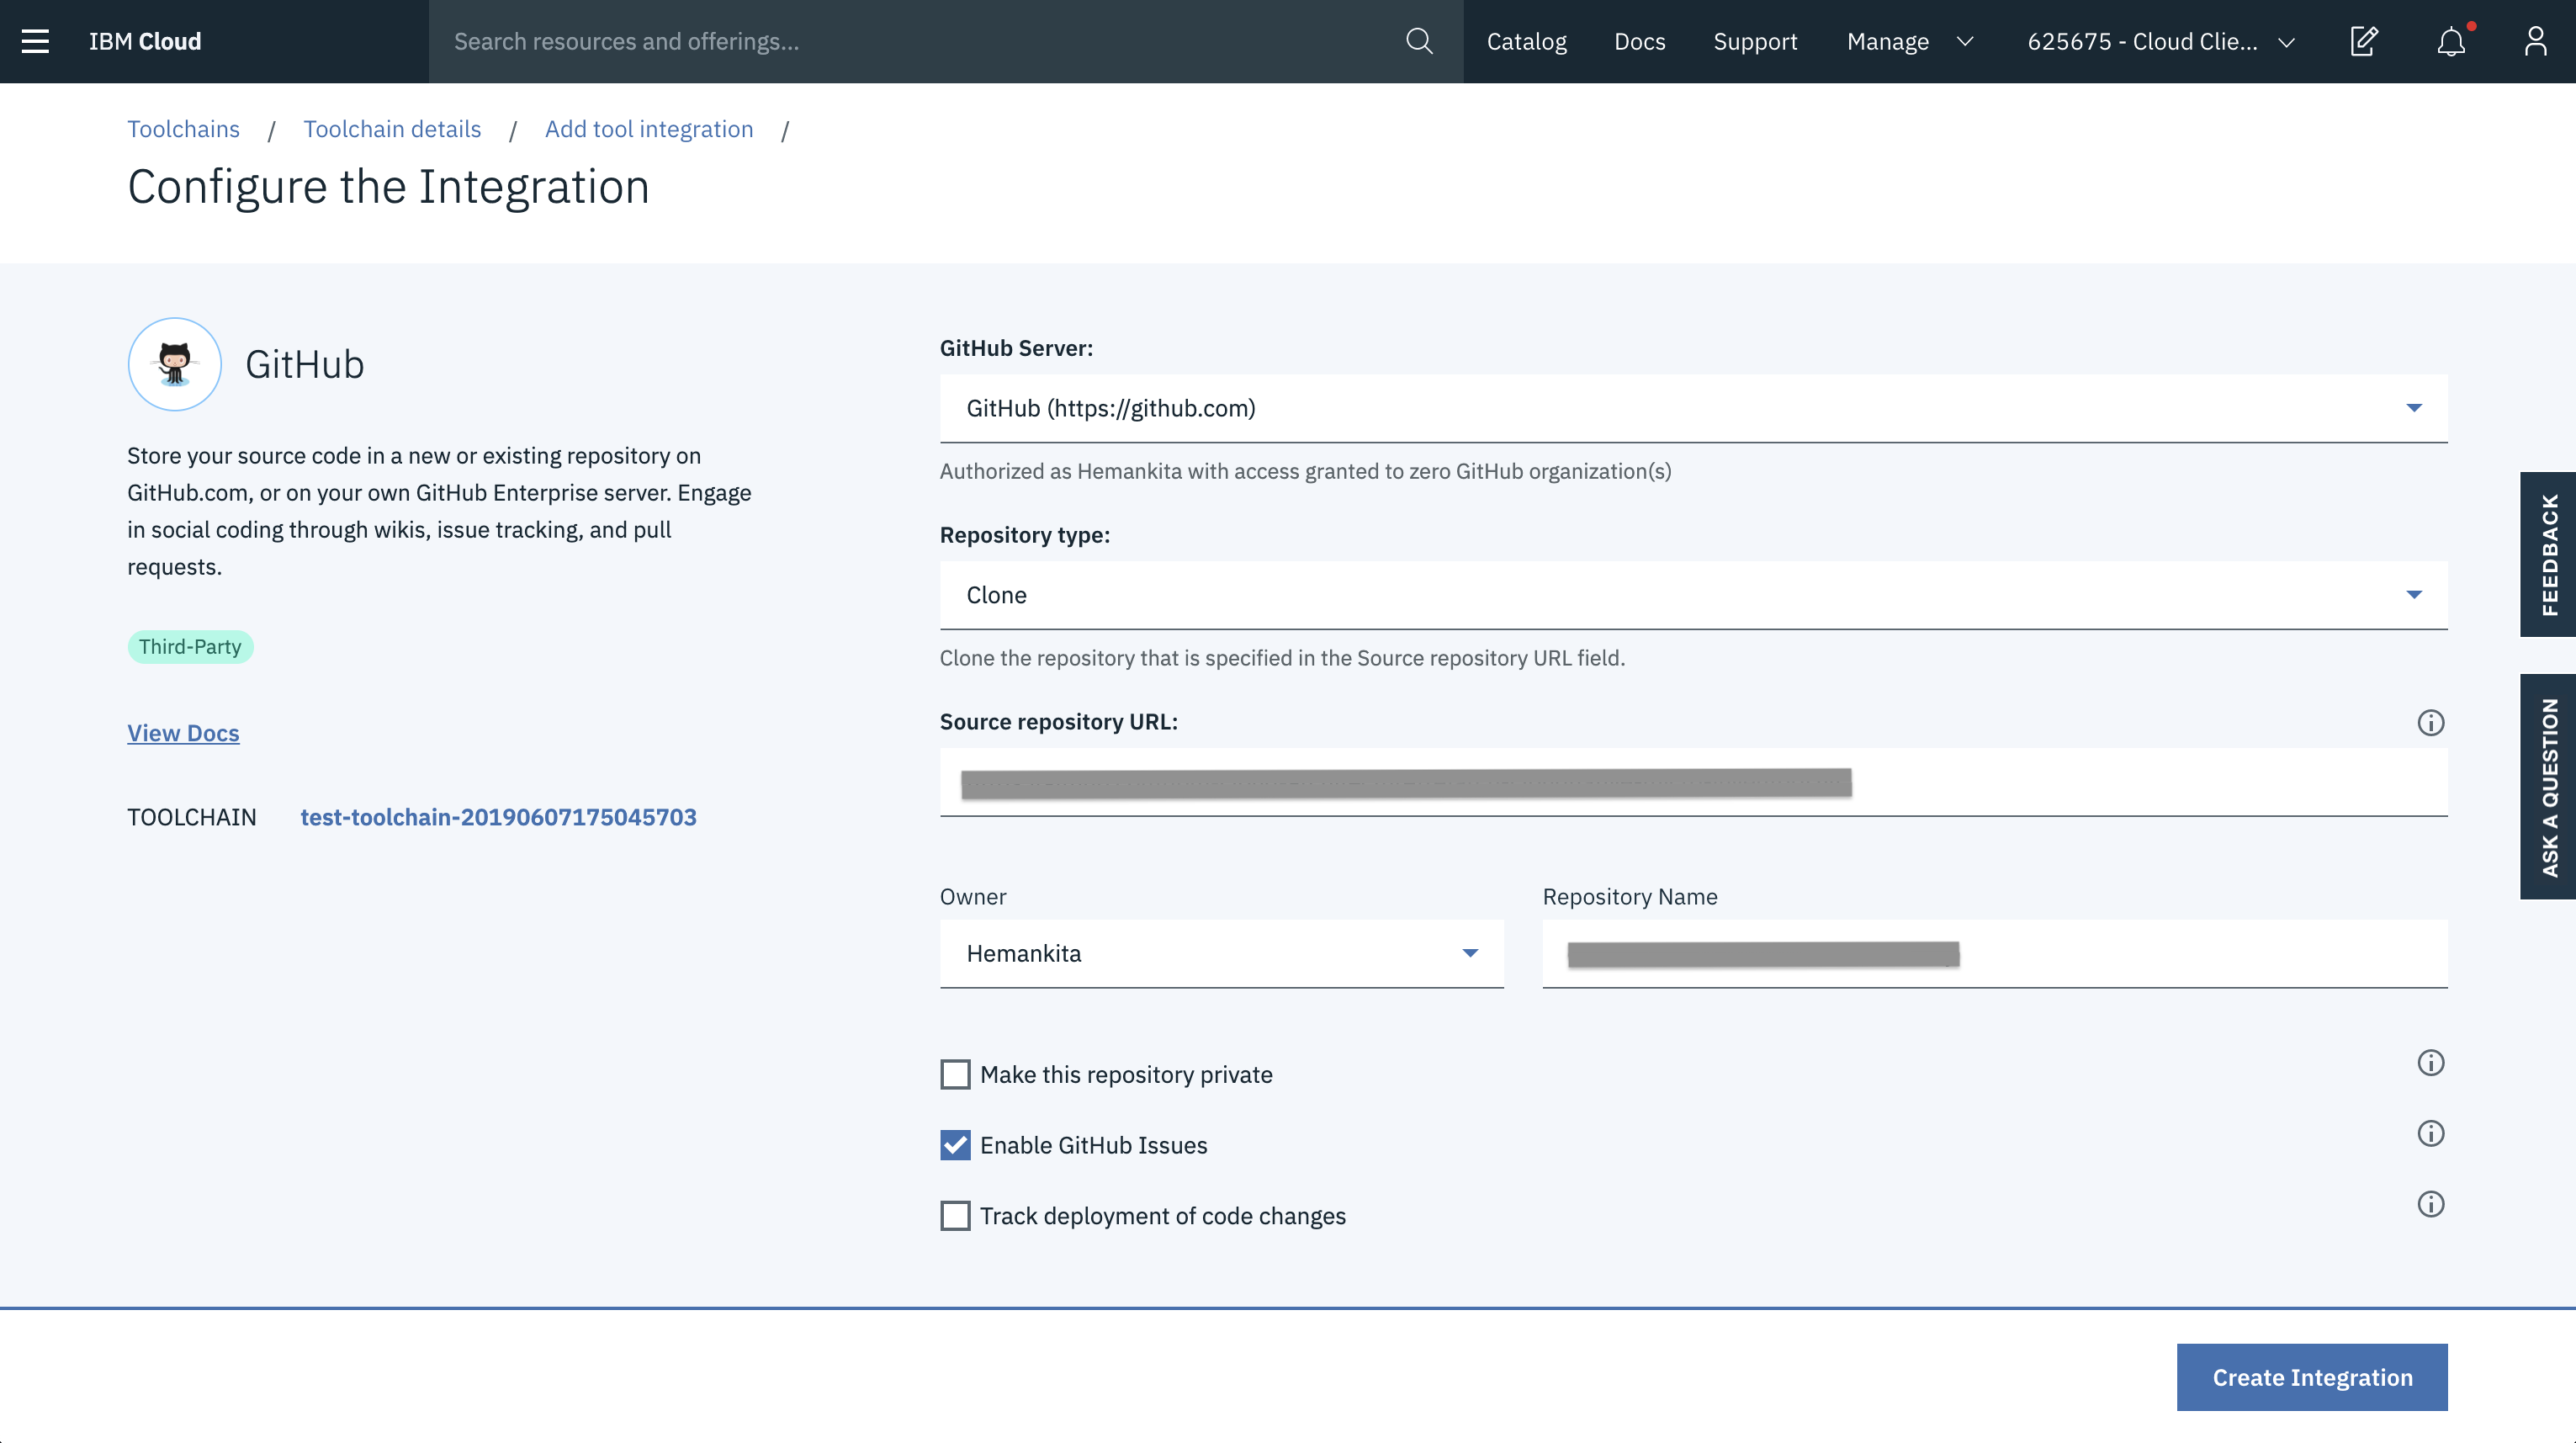 IBM Cloud
Search resources and offerings...
Catalog
Docs
Support
Manage
625675 - Cloud Clie...
Toolchains / Toolchain details / Add tool integration /
Configure the Integration
GitHub
Store your source code in a new or existing repository on
GitHub.com, or on your own GitHub Enterprise server. Engage
in social coding through wikis, issue tracking, and pull
requests.
Third-Party
View Docs
TOOLCHAIN test-toolchain-20190607175045703
GitHub Server:
GitHub (https://github.com)
Authorized as Hemankita with access granted to zero GitHub organization(s)
Repository type:
Clone
Clone the repository that is specified in the Source repository URL field.
Source repository URL:
Owner
Hemankita
Repository Name
Make this repository private
Enable GitHub Issues
Track deployment of code changes
Create Integration
FEEDBACK
ASK A QUESTION